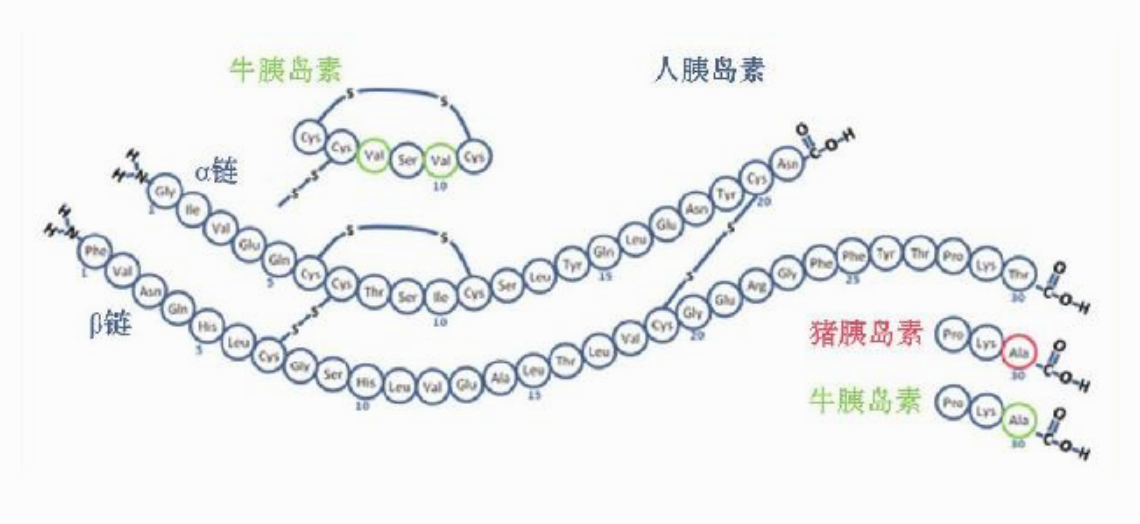 牛胰岛素
人胰岛素
S S
Cys Cys Val Ser Val Cys
10
S S
α链
H H N Gly Ile Val Glu Gln Cys Cys Thr Ser Ile Cys Ser Leu Tyr Gln Leu Glu Asn Tyr Cys Asn C O O H
1 5 10 15 20
S S
S S
S S
β链
H H N Phe Val Asn Gln His Leu Cys Gly Ser His Leu Val Glu Ala Leu Thr Leu Val Cys Gly Glu Arg Gly Phe Phe Tyr Thr Pro Lys Thr C O O H
1 5 10 15 20 25 30
猪胰岛素 Pro Lys Ala C O O H
30
牛胰岛素 Pro Lys Ala C O O H
30